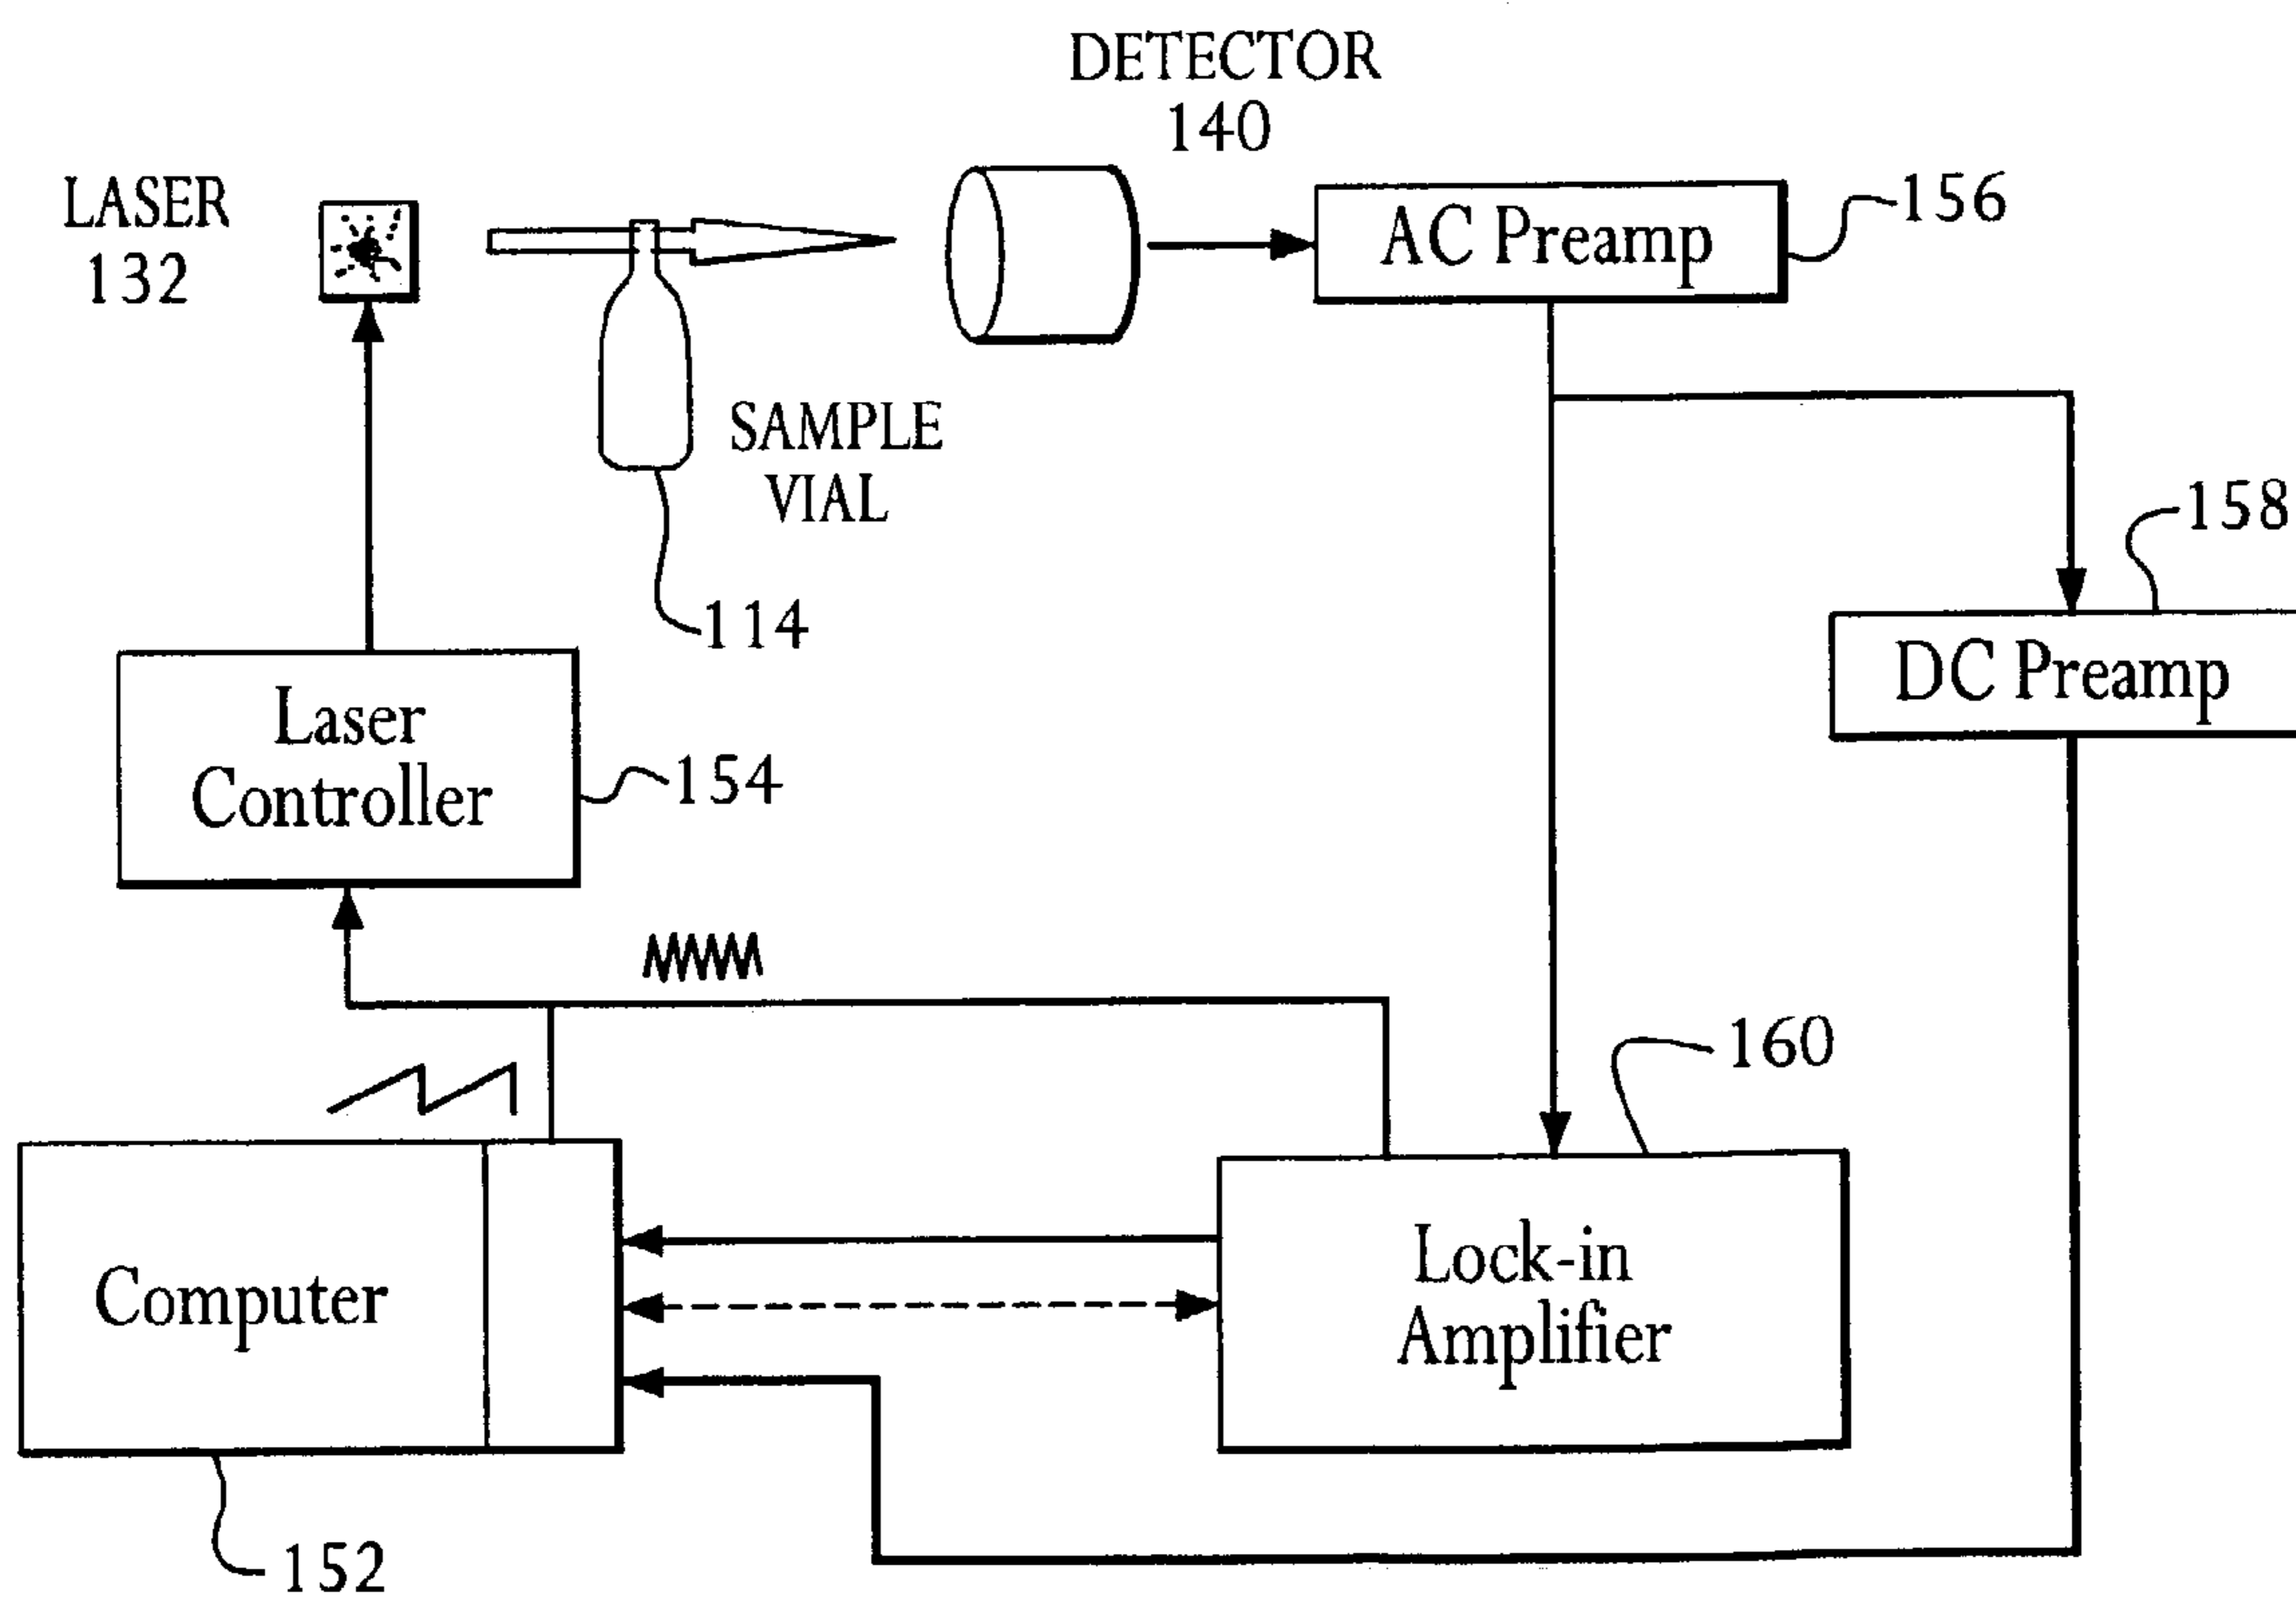 DETECTOR
140
LASER
132
AC Preamp
156
SAMPLE
VIAL
114
158
DC Preamp
Laser
Controller
154
160
Lock-in
Amplifier
Computer
152